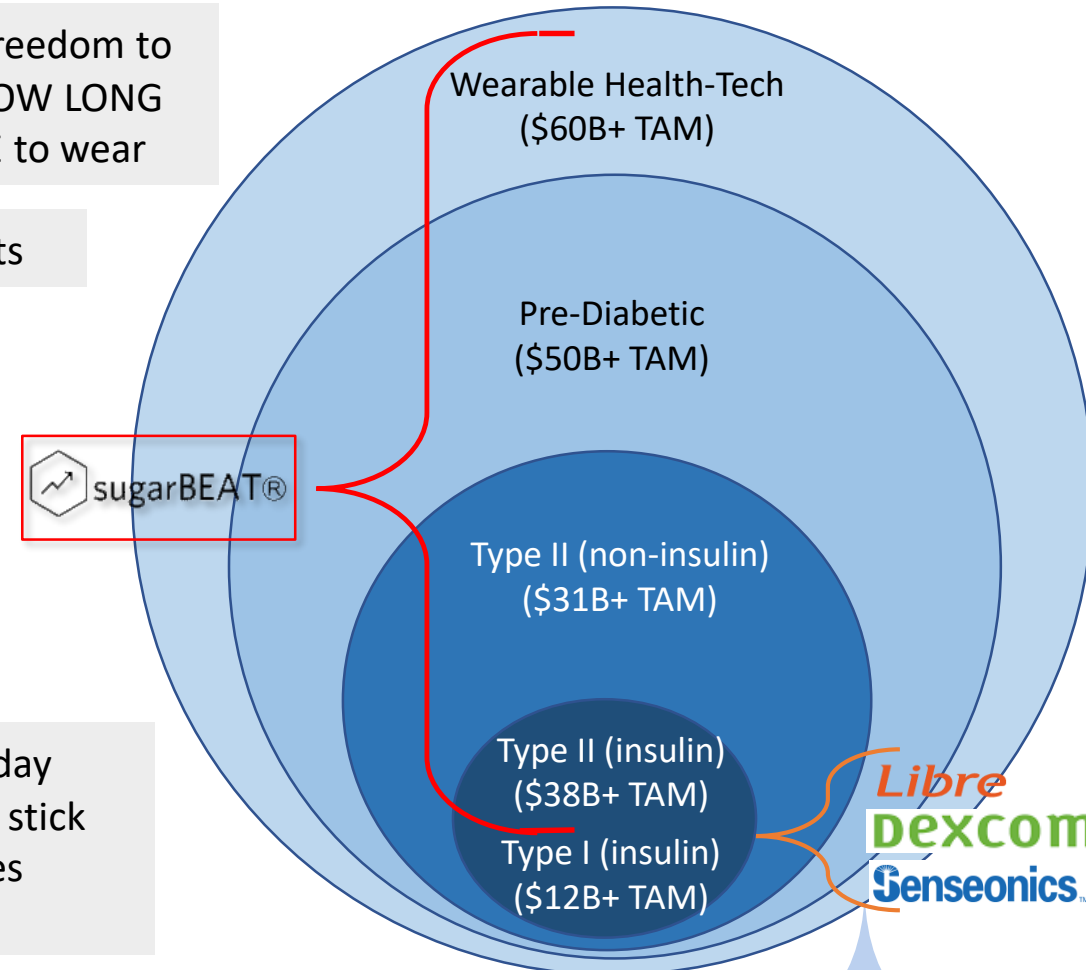 reedom to
OW LONG
to wear
ts
Wearable Health-Tech
($60B+ TAM)
Pre-Diabetic
($50B+ TAM)
sugarBEAT®
Type II (non-insulin)
($31B+ TAM)
Type II (insulin)
($38B+ TAM)
Type I (insulin)
($12B+ TAM)
day
stick
es
Libre
Dexcom
Senseonics™